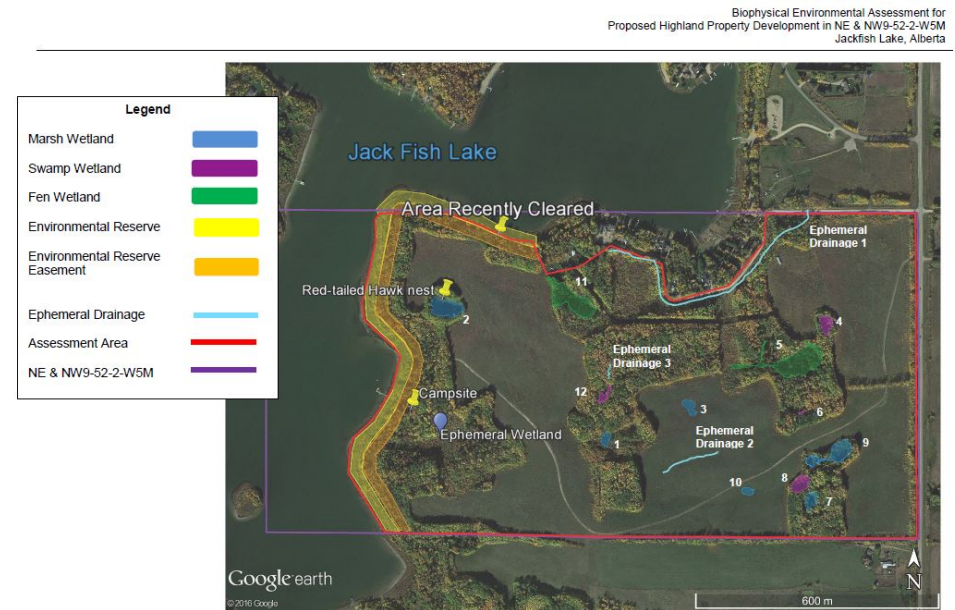 Biophysical Environmental Assessment for
Proposed Highland Property Development in NE & NW9-52-2-W5M
Jackfish Lake, Alberta
Legend
Marsh Wetland
Swamp Wetland
Fen Wetland
Environmental Reserve
Environmental Reserve
Easement
Ephemeral Drainage
Assessment Area
NE & NW9-52-2-W5M
Jack Fish Lake
Area Recently Cleared
Ephemeral
Drainage 1
11
Red-tailed Hawk nest
2
4
5
Ephemeral
Drainage 3
12
Campsite
3
6
Ephemeral Wetland
1
Ephemeral
Drainage 2
9
8
10
7
Google earth
© 2016 Google
N
600 m